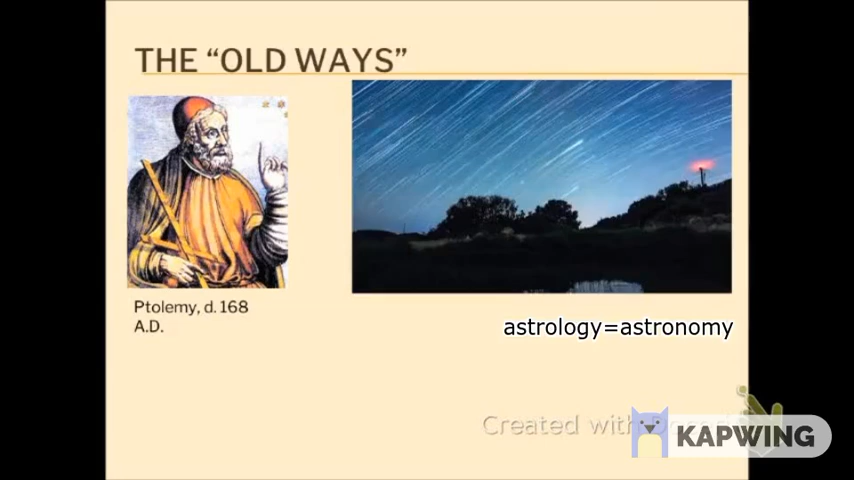 THE “OLD WAYS”
Ptolemy, d. 168
A.D.
astrology=astronomy
Created with
KAPWING